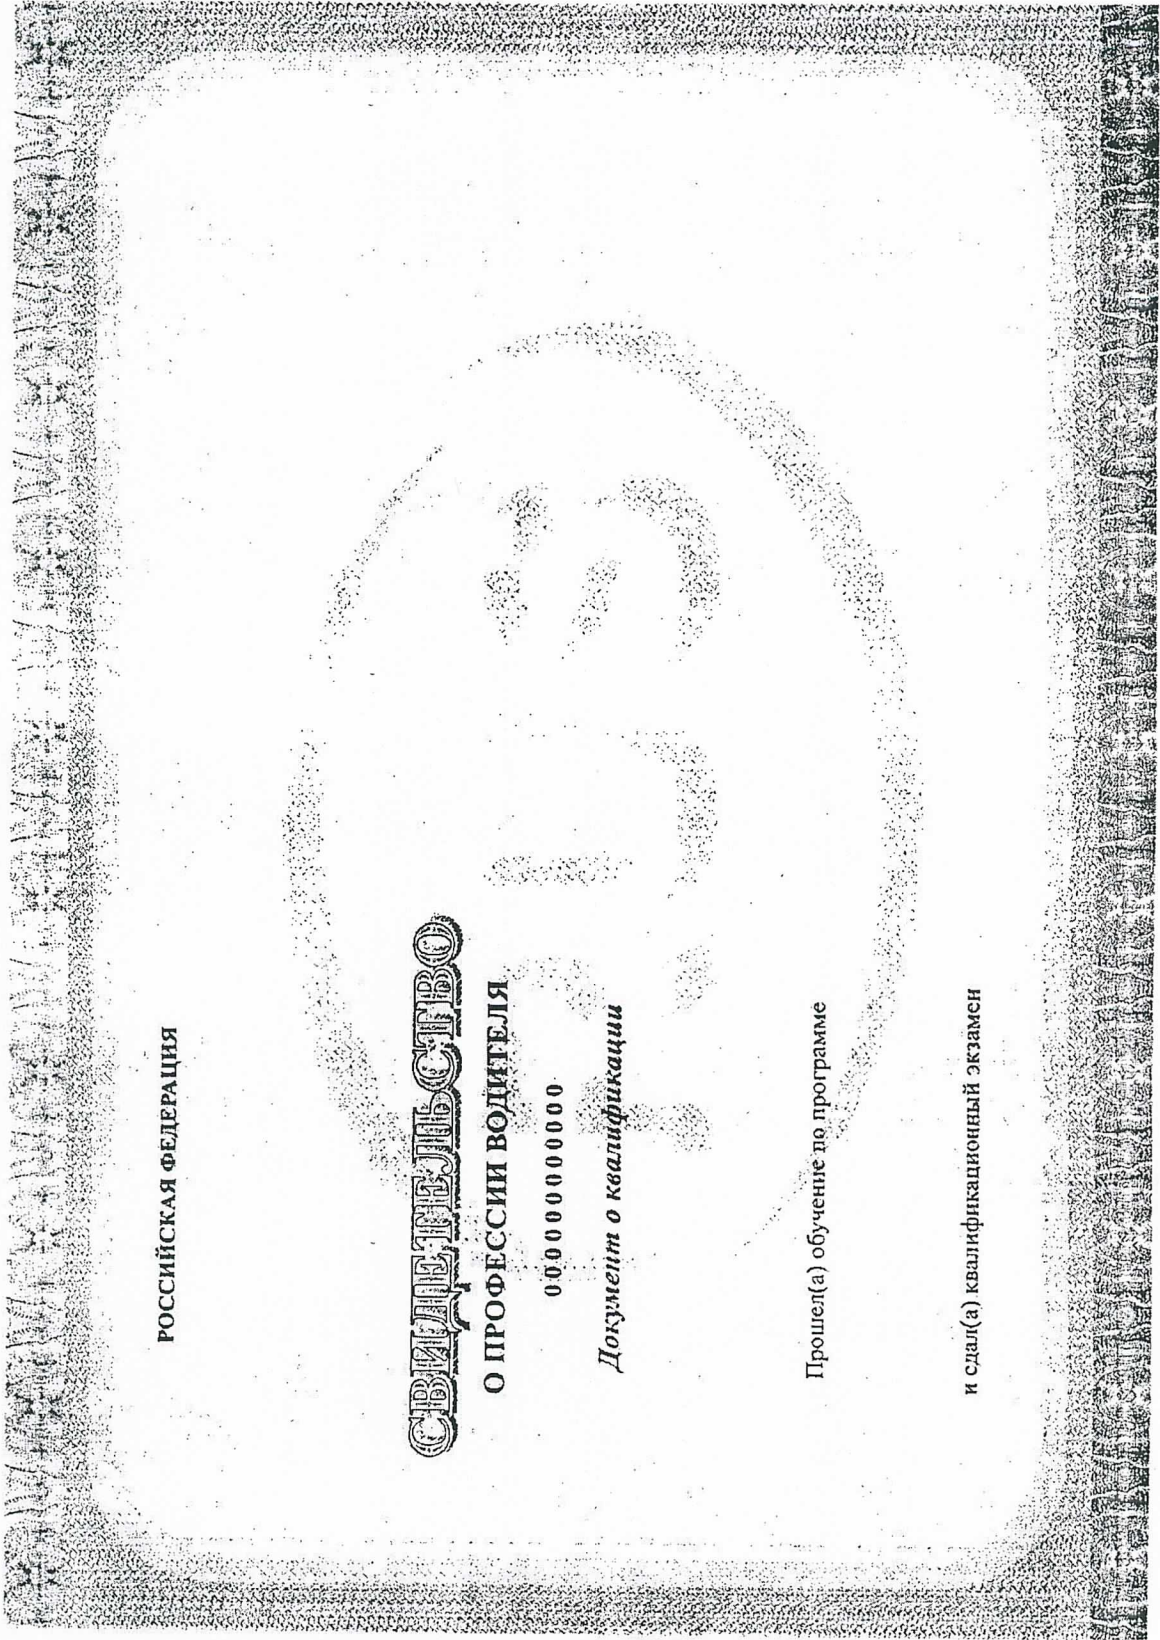 РОССИЙСКАЯ ФЕДЕРАЦИЯ
СВИДЕТЕЛЬСТВО
О ПРОФЕССИИ ВОДИТЕЛЯ
000000000000
Документ о квалификации
Прошел(а) обучение по программе
и сдал(а) квалификационный экзамен